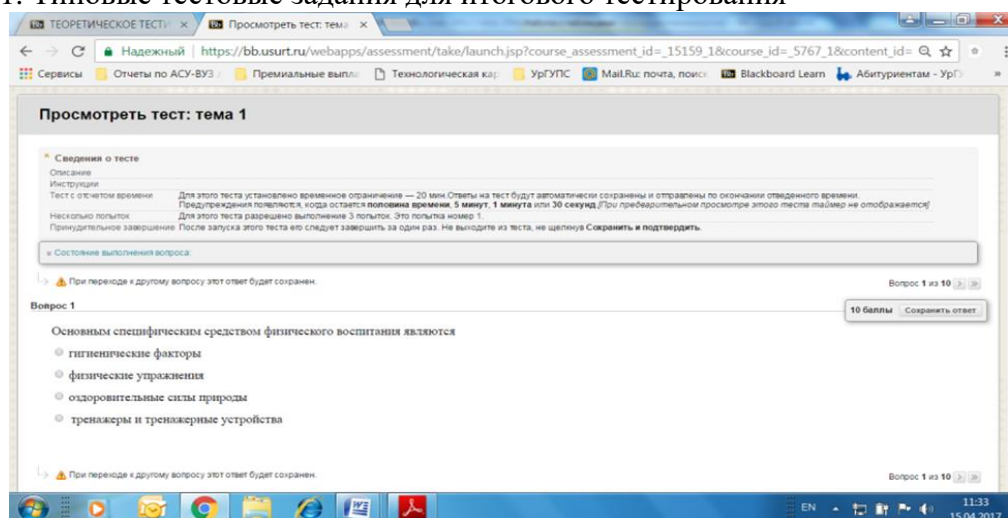 1. Типовые тестовые задания для итогового тестирования
ТЕОРЕТИЧЕСКОЕ ТЕСТИ
Просмотреть тест: тема
Надежный | https://bb.usurt.ru/webapps/assessment/take/launch.jsp?course_assessment_id=_15159_1&course_id=_5767_1&content_id=
Сервисы Отчеты по АСУ-ВУЗ Премиальные выпла Технологическая кар УрГУПС Mail.Ru: почта, поиск Blackboard Learn Абитуриентам - УрГ
Просмотреть тест: тема 1
Сведения о тесте
Описание
Инструкции
Тест с отсчетом времени Для этого теста установлено временное ограничение — 20 мин.Ответы на тест будут автоматически сохранены и отправлены по окончании отведенного времени.
Предупреждения появляются, когда остается половина времени, 5 минут, 1 минута или 30 секунд.[При предварительном просмотре этого теста таймер не отображается]
Несколько попыток Для этого теста разрешено выполнение 3 попыток. Это попытка номер 1.
Принудительное завершение После запуска этого теста его следует завершить за один раз. Не выходите из теста, не щелкнув Сохранить и подтвердить.
Состояние выполнения вопроса:
При переходе к другому вопросу этот ответ будет сохранен. Вопрос 1 из 10
Вопрос 1
10 баллы Сохранить ответ
Основным специфическим средством физического воспитания являются
гигиенические факторы
физические упражнения
оздоровительные силы природы
тренажеры и тренажерные устройства
При переходе к другому вопросу этот ответ будет сохранен. Вопрос 1 из 10
EN 11:33
15.04.2017